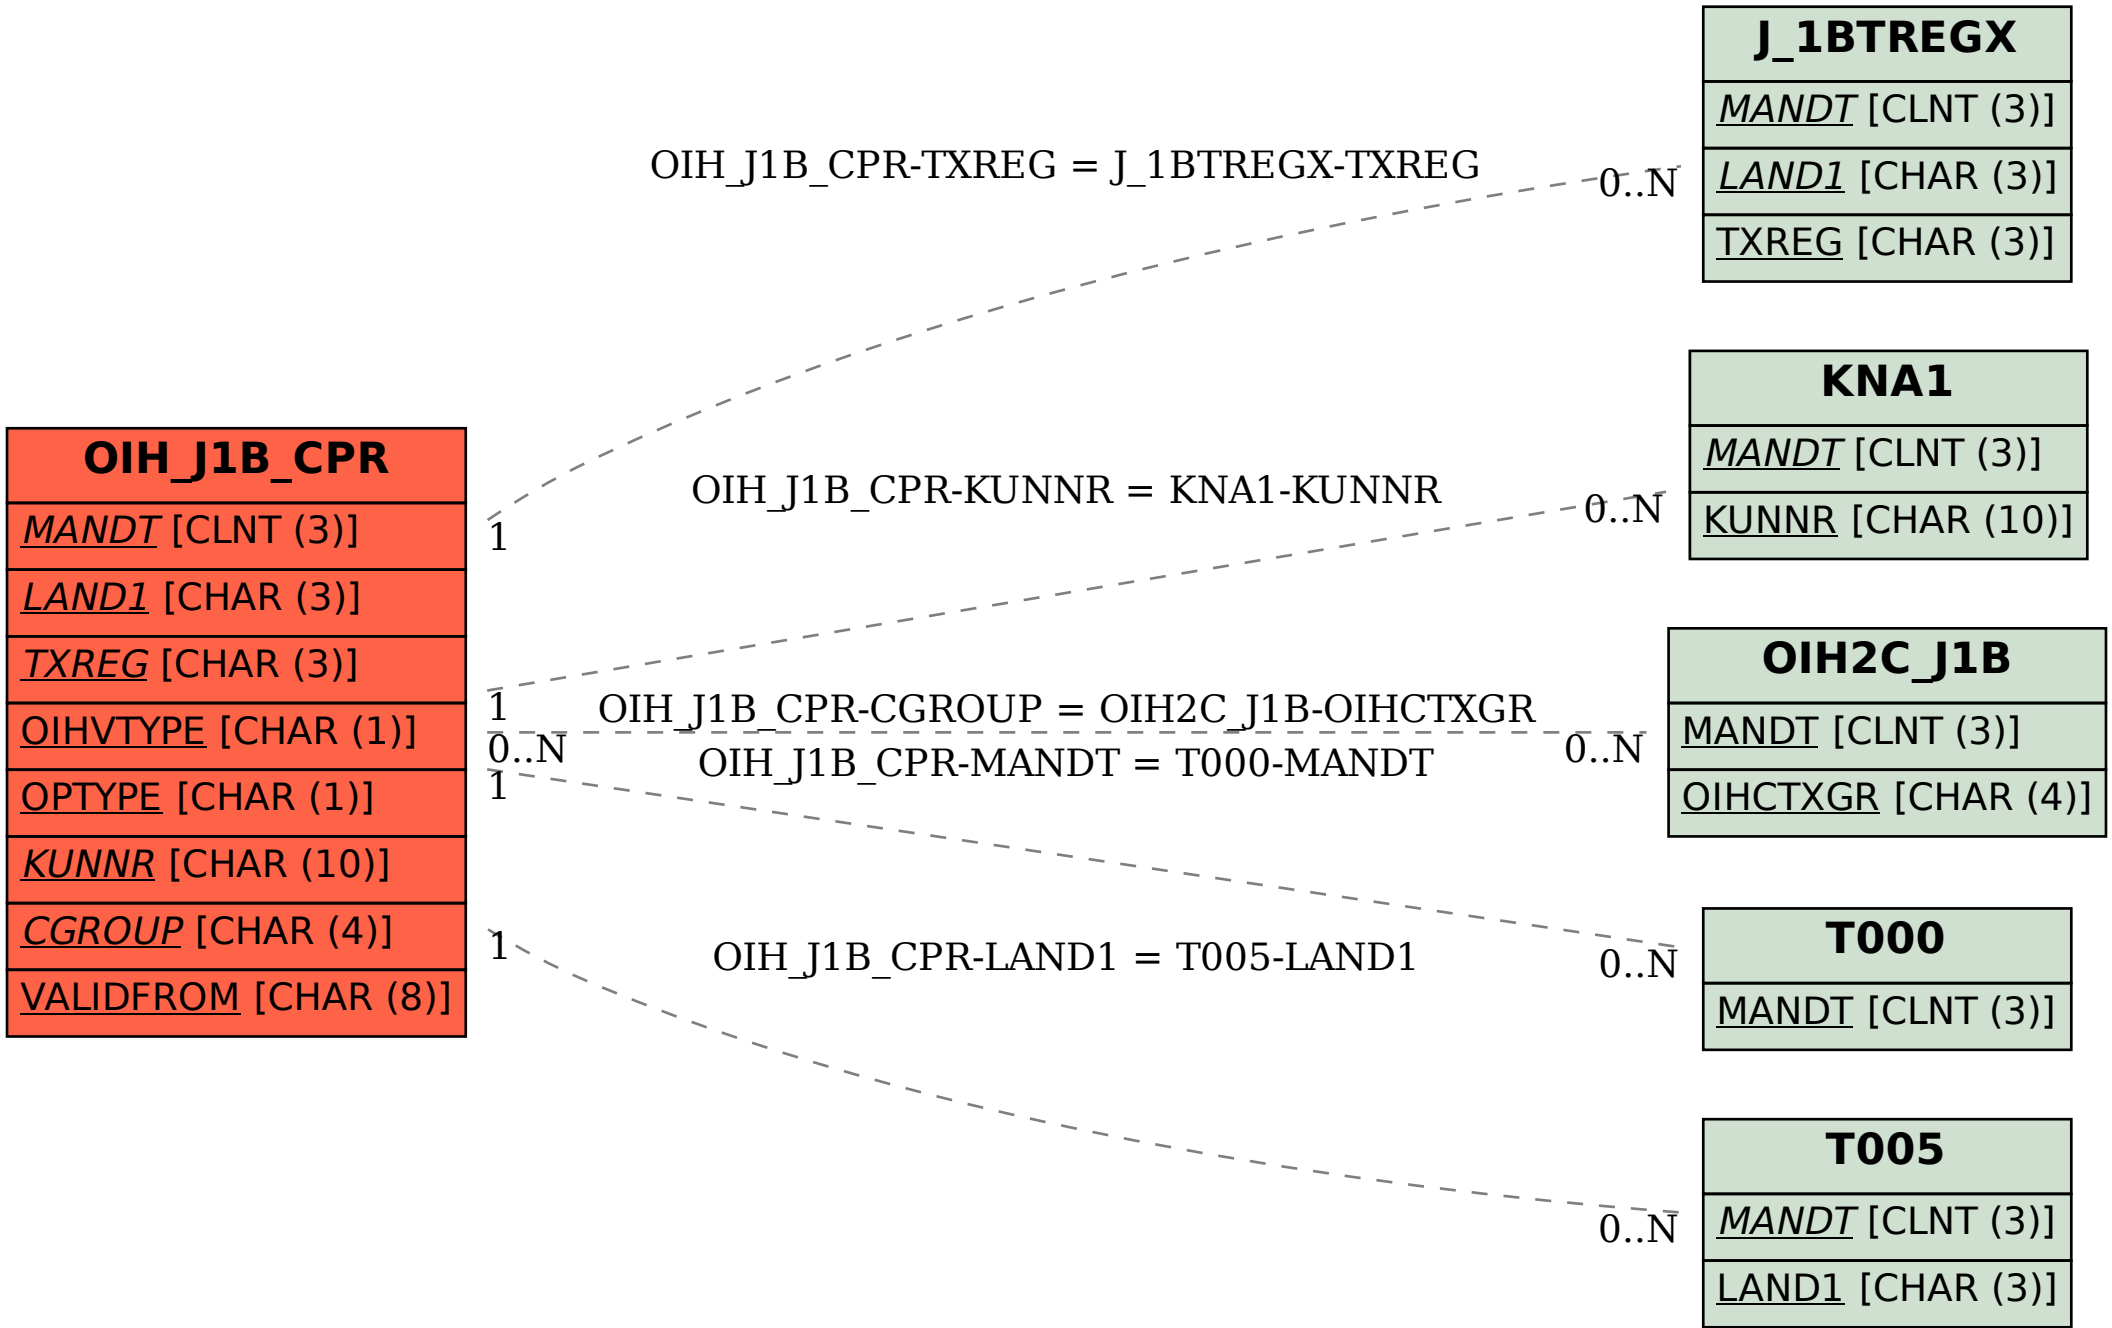 OIH_J1B_CPR
MANDT [CLNT (3)]
LAND1 [CHAR (3)]
TXREG [CHAR (3)]
OIHVTYPE [CHAR (1)]
OPTYPE [CHAR (1)]
KUNNR [CHAR (10)]
CGROUP [CHAR (4)]
VALIDFROM [CHAR (8)]
OIH_J1B_CPR-TXREG = J_1BTREGX-TXREG
1
0..N
OIH_J1B_CPR-KUNNR = KNA1-KUNNR
1
0..N
OIH_J1B_CPR-CGROUP = OIH2C_J1B-OIHCTXGR
0..N
0..N
OIH_J1B_CPR-MANDT = T000-MANDT
1
0..N
OIH_J1B_CPR-LAND1 = T005-LAND1
1
0..N
J_1BTREGX
MANDT [CLNT (3)]
LAND1 [CHAR (3)]
TXREG [CHAR (3)]
KNA1
MANDT [CLNT (3)]
KUNNR [CHAR (10)]
OIH2C_J1B
MANDT [CLNT (3)]
OIHCTXGR [CHAR (4)]
T000
MANDT [CLNT (3)]
T005
MANDT [CLNT (3)]
LAND1 [CHAR (3)]